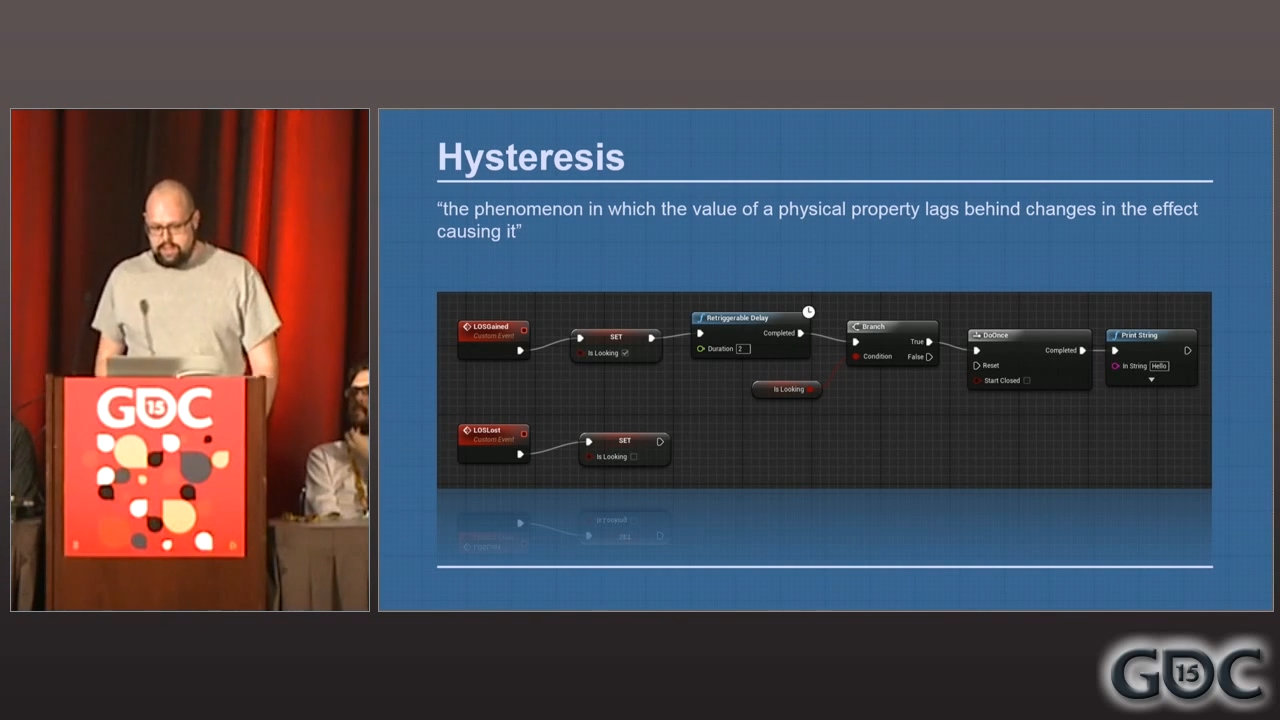 Hysteresis
“the phenomenon in which the value of a physical property lags behind changes in the effect
causing it”
LOSGained
Custom Event
SET
Is Looking
Retriggerable Delay
Completed
Duration 2
Is Looking
Branch
True
Condition
False
DoOnce
Completed
Reset
Start Closed
Print String
In String Hello
LOSLost
Custom Event
SET
Is Looking
GDC
15
GDC
15